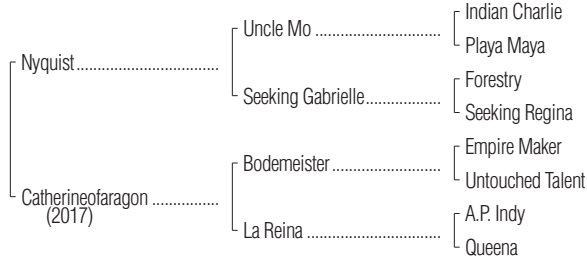 Indian Charlie
Uncle Mo
Playa Maya
Nyquist
Forestry
Seeking Gabrielle
Seeking Regina
Empire Maker
Bodemeister
Untouched Talent
Catherineofaragon
(2017)
A.P. Indy
La Reina
Queena